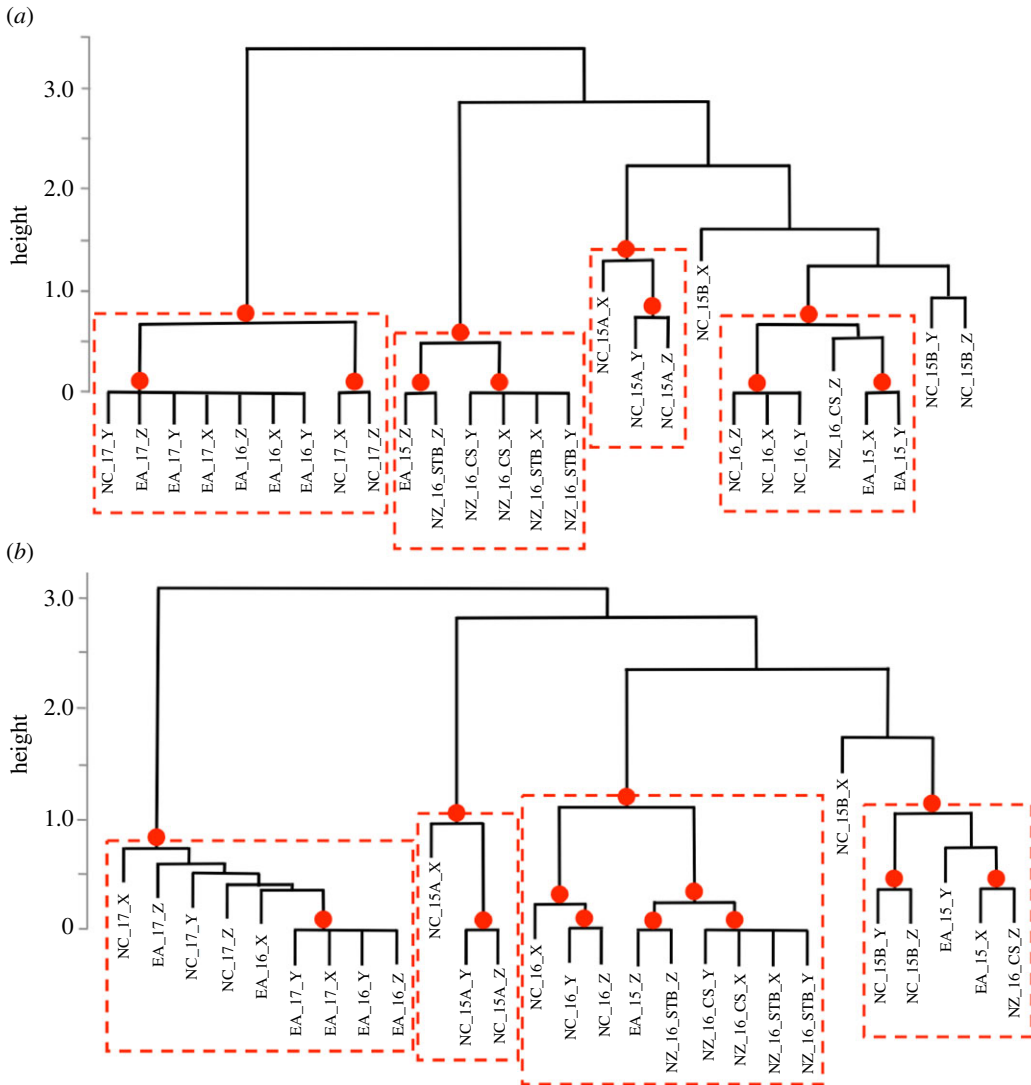 (a)
3.0
2.0
1.0
0
height
NC_17_Y
EA_17_Z
EA_17_Y
EA_17_X
EA_16_Z
EA_16_X
EA_16_Y
NC_17_X
NC_17_Z
EA_15_Z
NZ_16_STB_Z
NZ_16_CS_Y
NZ_16_CS_X
NZ_16_STB_X
NZ_16_STB_Y
NC_15A_X
NC_15A_Y
NC_15A_Z
NC_15B_X
NC_16_Z
NC_16_X
NC_16_Y
NZ_16_CS_Z
EA_15_X
EA_15_Y
NC_15B_Y
NC_15B_Z
(b)
3.0
2.0
1.0
0
height
NC_17_X
EA_17_Z
NC_17_Y
NC_17_Z
EA_16_X
EA_17_Y
EA_17_X
EA_16_Y
EA_16_Z
NC_15A_X
NC_15A_Y
NC_15A_Z
NC_16_X
NC_16_Y
NC_16_Z
EA_15_Z
NZ_16_STB_Z
NZ_16_CS_Y
NZ_16_CS_X
NZ_16_STB_X
NZ_16_STB_Y
NC_15B_X
NC_15B_Y
NC_15B_Z
EA_15_Y
EA_15_X
NZ_16_CS_Z